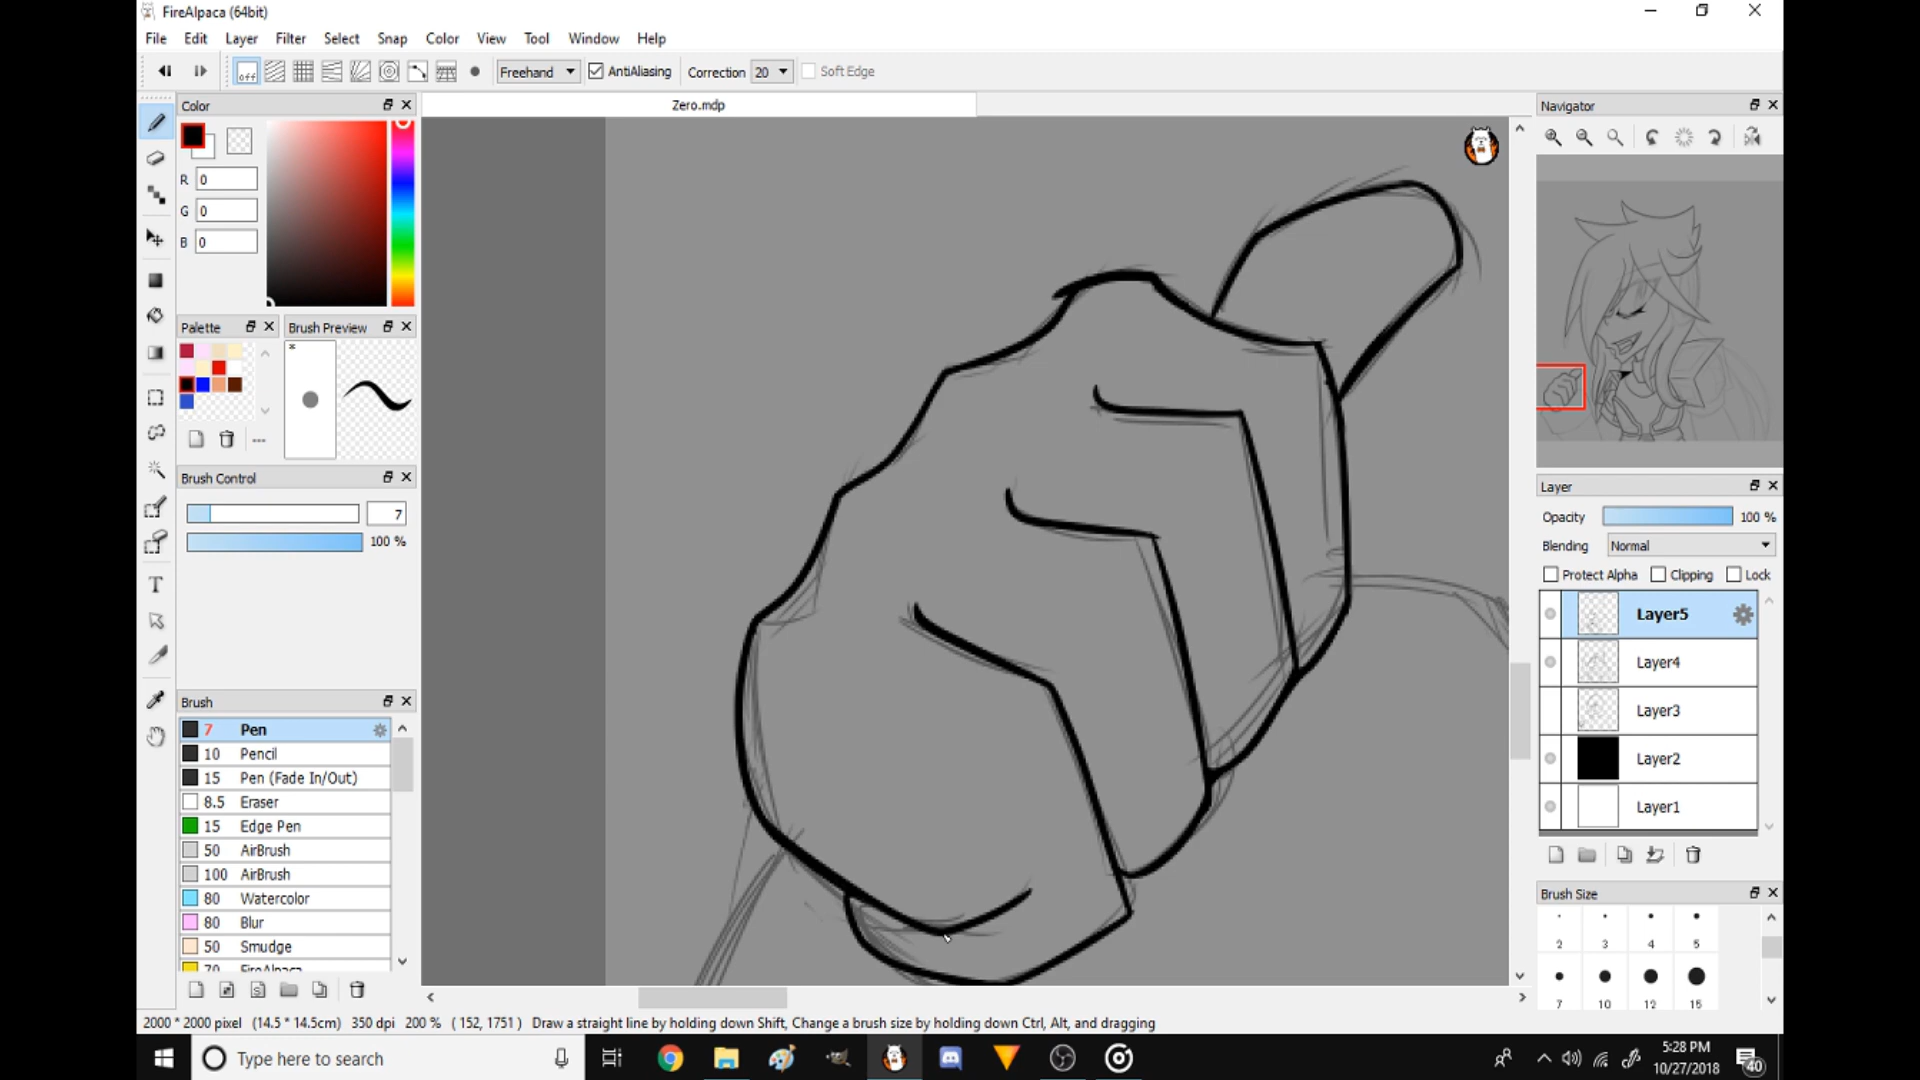 FireAlpaca (64bit)
File Edit Layer Filter Select Snap Color View Tool Window Help
off Freehand AntiAliasing Correction 20 Soft Edge
Color
Zero.mdp
Navigator
R 0
G 0
B 0
Palette
Brush Preview
Brush Control
7
100 %
Layer
Opacity 100 %
Blending Normal
Protect Alpha Clipping Lock
Layer5
Layer4
Layer3
Layer2
Layer1
Brush
7 Pen
10 Pencil
15 Pen (Fade In/Out)
8.5 Eraser
15 Edge Pen
50 AirBrush
100 AirBrush
80 Watercolor
80 Blur
50 Smudge
70 FireAlpaca
Brush Size
2 3 4 5
7 10 12 15
2000 * 2000 pixel (14.5 * 14.5cm) 350 dpi 200 % ( 152, 1751 ) Draw a straight line by holding down Shift, Change a brush size by holding down Ctrl, Alt, and dragging
Type here to search
5:28 PM
10/27/2018
40